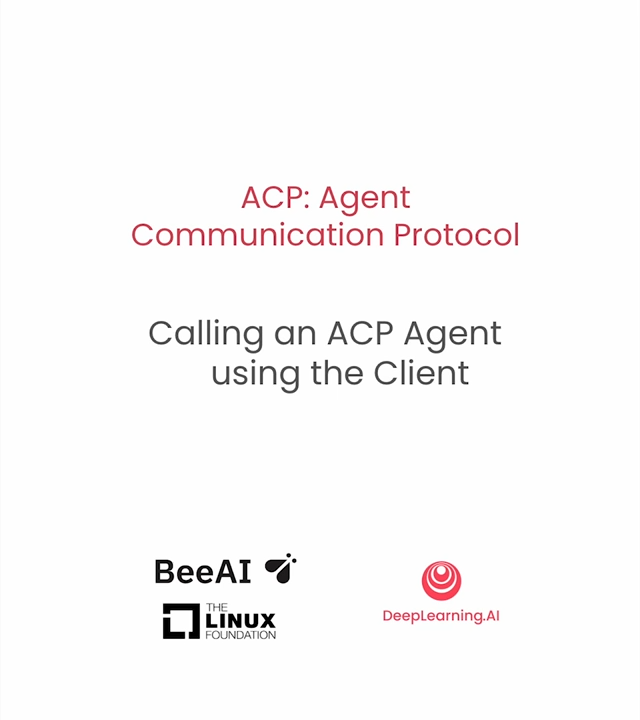 ACP: Agent
Communication Protocol
Calling an ACP Agent
using the Client
BeeAI
THE
LINUX
FOUNDATION
DeepLearning.AI